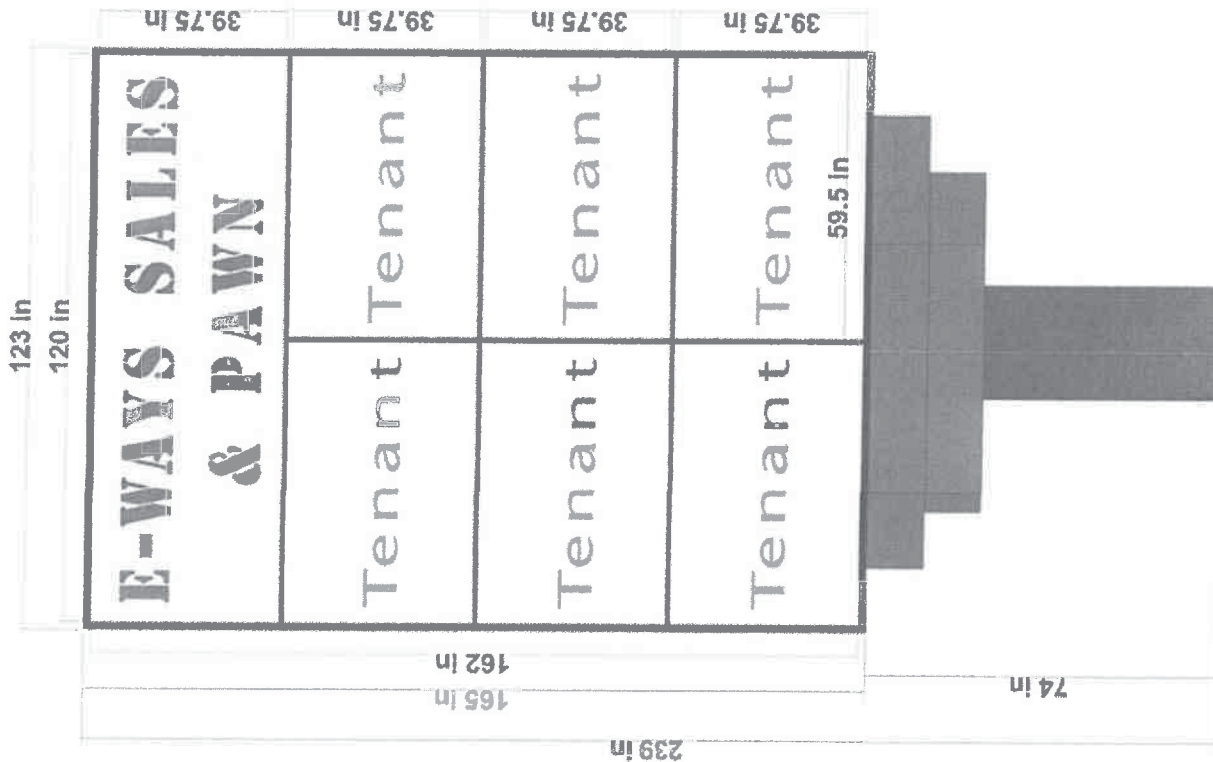 123 in
120 in
E-WAYS SALES
& PAWN
Tenant Tenant
Tenant Tenant
Tenant Tenant
59.5 in
39.75 in
39.75 in
39.75 in
39.75 in
162 in
165 in
239 in
74 in